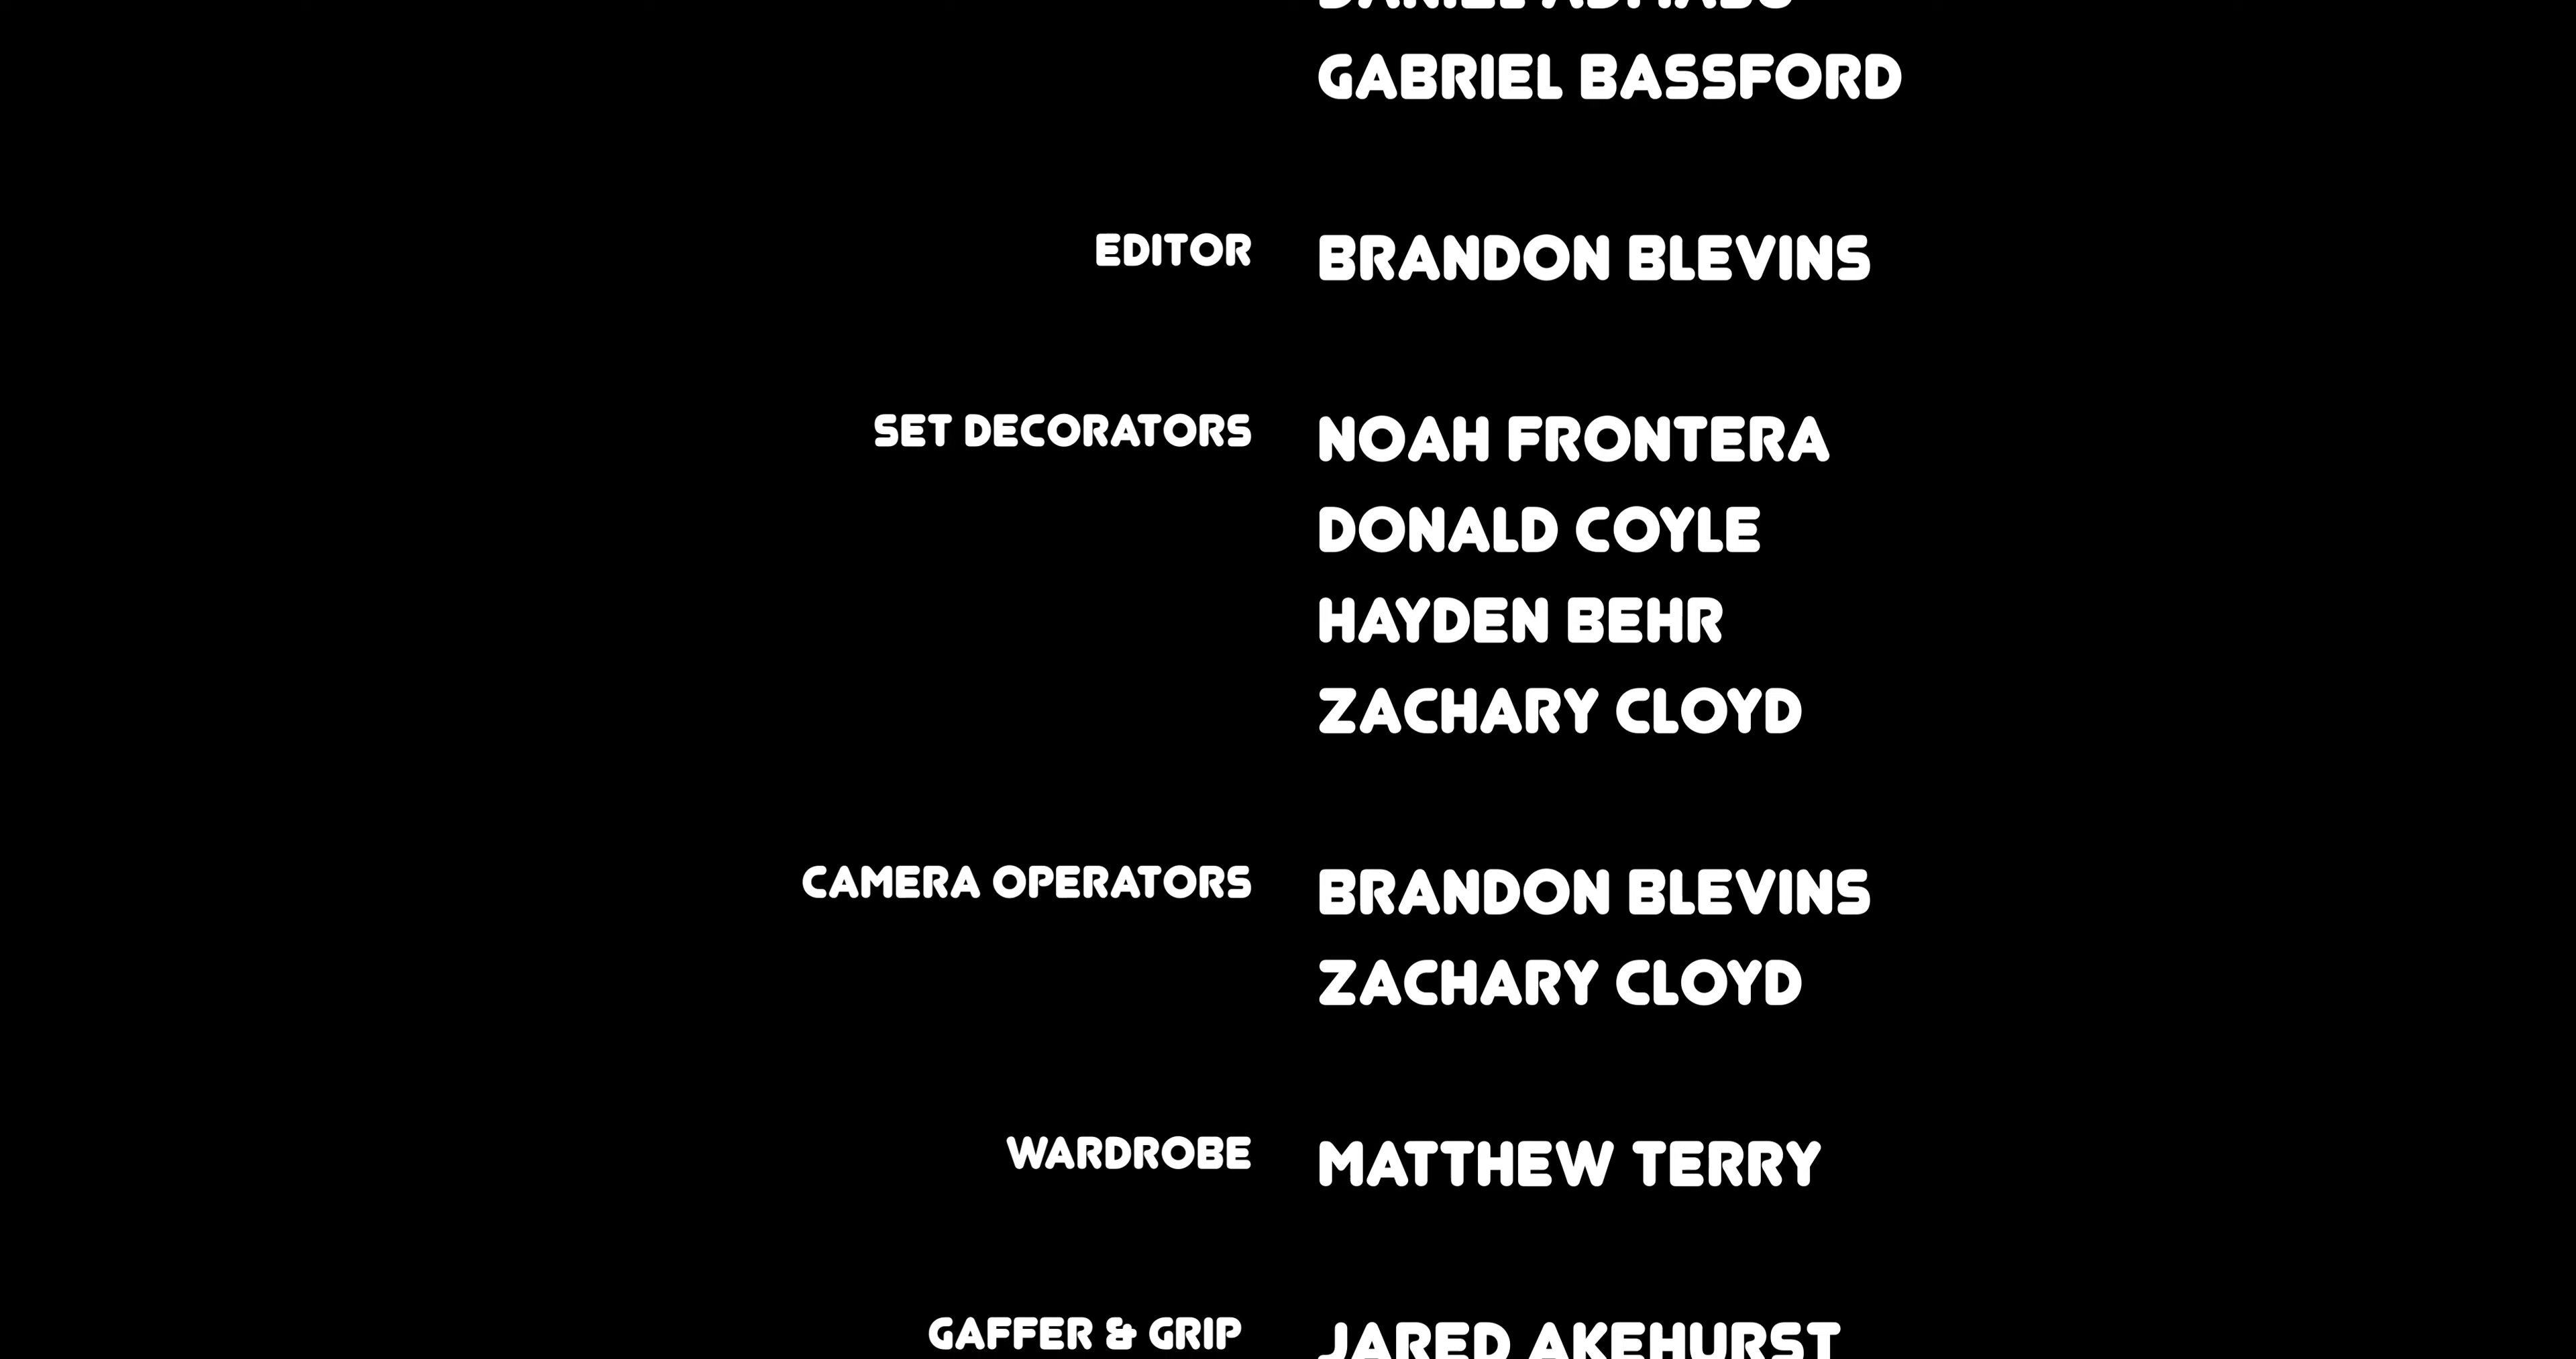 GABRIEL BASSFORD
EDITOR BRANDON BLEVINS
SET DECORATORS NOAH FRONTERA
DONALD COYLE
HAYDEN BEHR
ZACHARY CLOYD
CAMERA OPERATORS BRANDON BLEVINS
ZACHARY CLOYD
WARDROBE MATTHEW TERRY
GAFFER & GRIP JARED AKEHURST